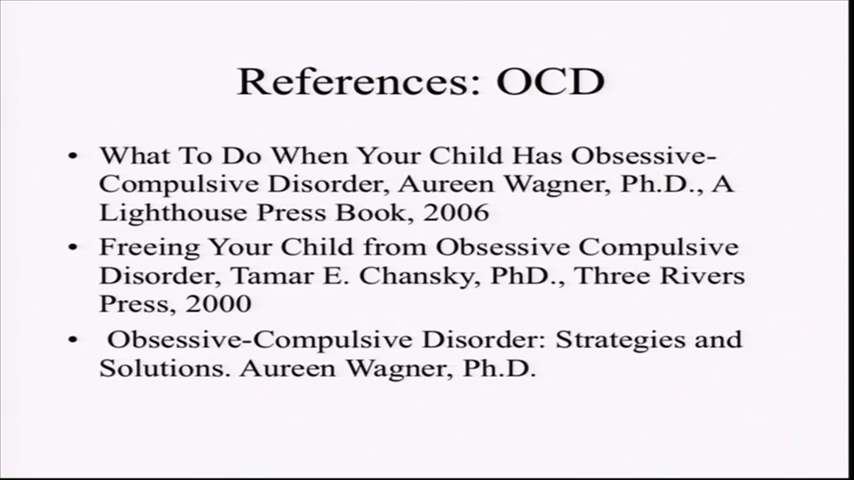 References: OCD
• What To Do When Your Child Has Obsessive-
Compulsive Disorder, Aureen Wagner, Ph.D., A
Lighthouse Press Book, 2006
• Freeing Your Child from Obsessive Compulsive
Disorder, Tamar E. Chansky, PhD., Three Rivers
Press, 2000
• Obsessive-Compulsive Disorder: Strategies and
Solutions. Aureen Wagner, Ph.D.